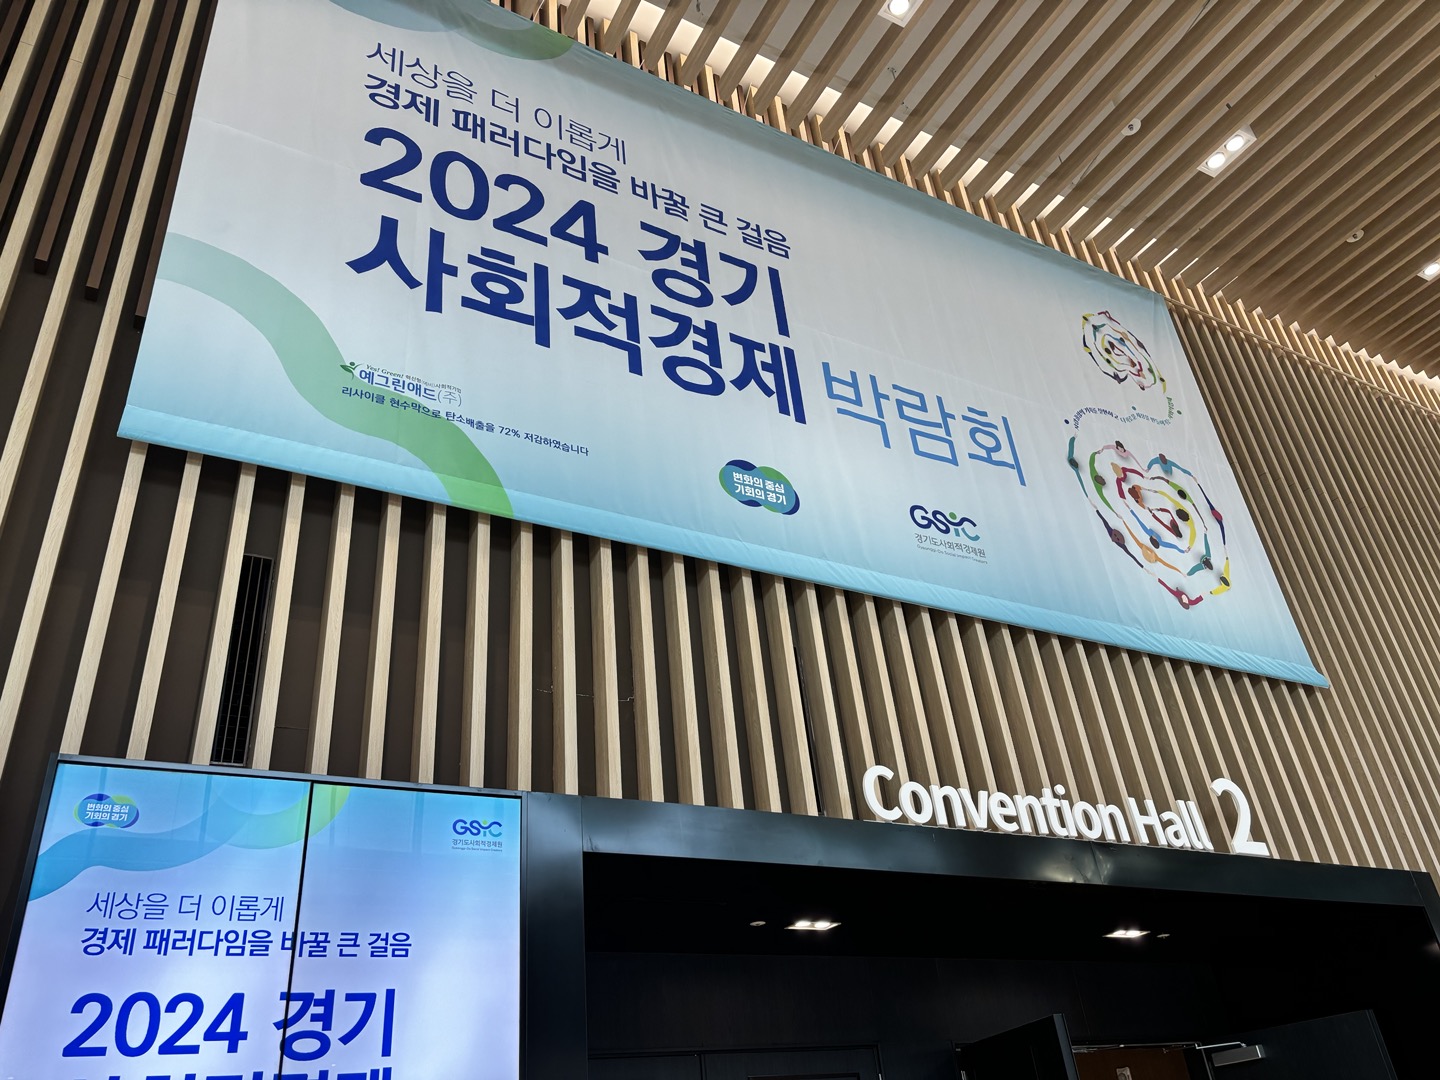 세상을 더 이롭게
경제 패러다임을 바꿀 큰 걸음
2024 경기
사회적경제 박람회
Yes! Green!
예그린애드(주)
리사이클 현수막으로 탄소배출을 72% 저감하였습니다
변화의 중심
기회의 경기
GSIC
경기도사회적경제원
Convention Hall 2
변화의 중심
기회의 경기
GSIC
경기도사회적경제원
세상을 더 이롭게
경제 패러다임을 바꿀 큰 걸음
2024 경기